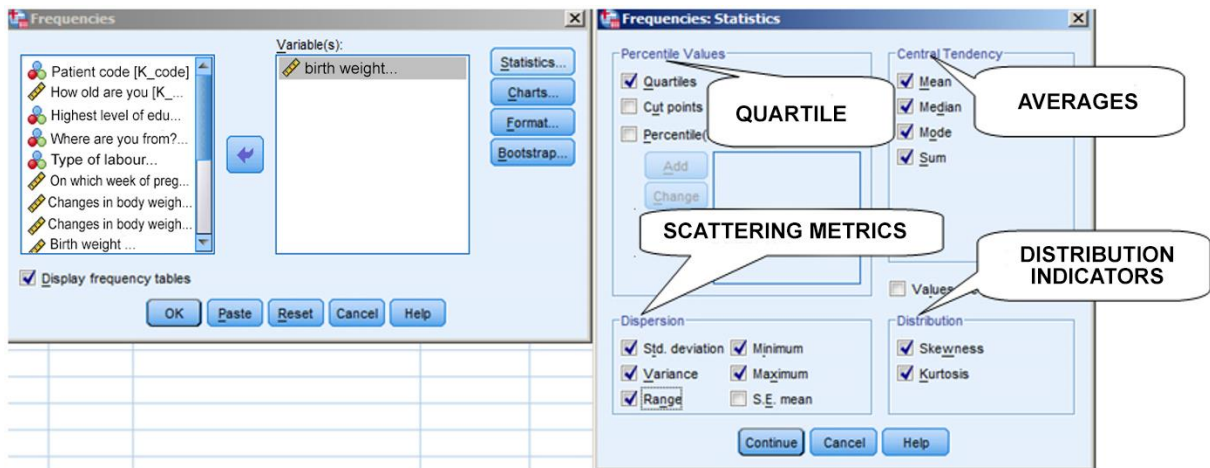 Frequencies
Patient code [K_code]
How old are you [K_...
Highest level of edu...
Where are you from?...
Type of labour...
On which week of preg...
Changes in body weigh...
Changes in body weigh...
Birth weight ...
Variable(s):
birth weight...
Statistics...
Charts...
Format...
Bootstrap...
Display frequency tables
OK
Paste
Reset
Cancel
Help
Frequencies: Statistics
Percentile Values
Quartiles
Cut points
Percentile(
Add
Change
QUARTILE
Central Tendency
Mean
Median
Mode
Sum
AVERAGES
SCATTERING METRICS
DISTRIBUTION
INDICATORS
Values
Dispersion
Std. deviation
Minimum
Variance
Maximum
Range
S.E. mean
Distribution
Skewness
Kurtosis
Continue
Cancel
Help